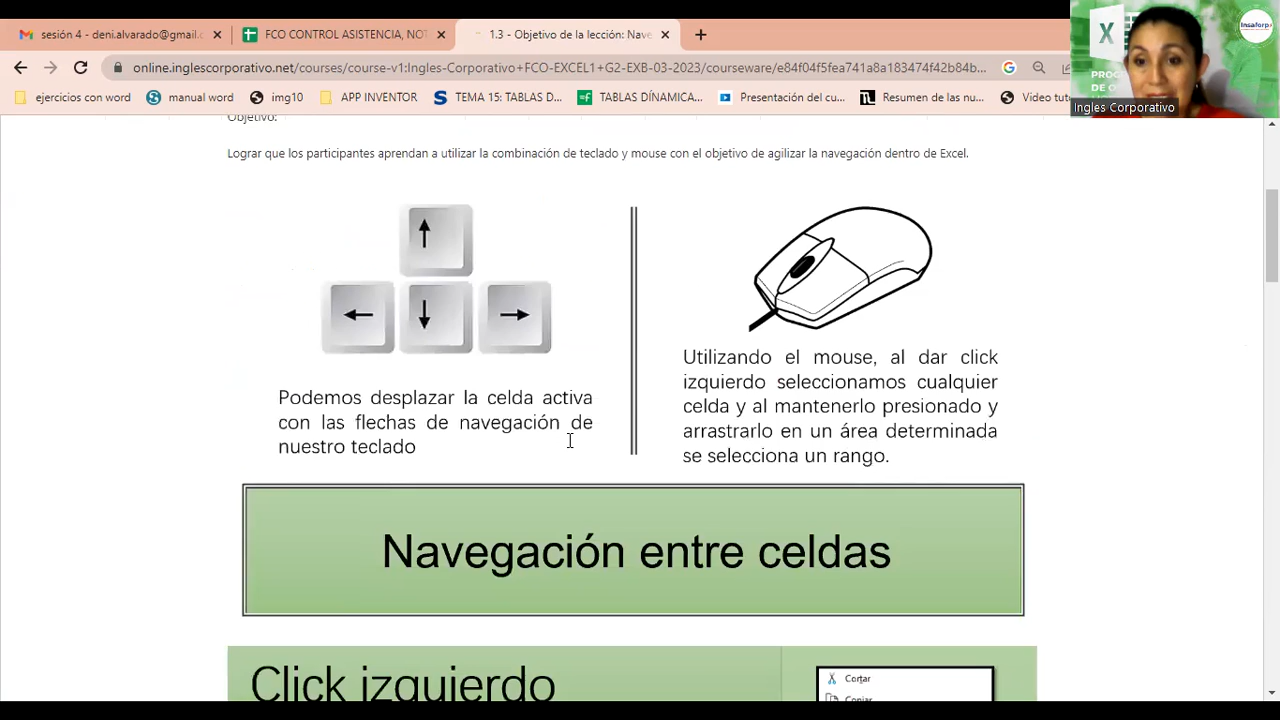 sesión 4 - deni.alvarado@gmail.c
FCO CONTROL ASISTENCIA, NOT
1.3 - Objetivo de la lección: Nave
online.inglescorporativo.net/courses/course-v1:Ingles-Corporativo+FCO-EXCEL1+G2-EXB-03-2023/courseware/e84f04f5fea741a8a183474f42b84b...
ejercicios con word
manual word
img10
APP INVENTOR
TEMA 15: TABLAS D...
TABLAS DÍNAMICA...
Presentación del cu...
Resumen de las nu...
Video tuto
Insaforp
Ingles Corporativo
Objetivo:
Lograr que los participantes aprendan a utilizar la combinación de teclado y mouse con el objetivo de agilizar la navegación dentro de Excel.
Podemos desplazar la celda activa
con las flechas de navegación de
nuestro teclado
Utilizando el mouse, al dar click
izquierdo seleccionamos cualquier
celda y al mantenerlo presionado y
arrastrarlo en un área determinada
se selecciona un rango.
Navegación entre celdas
Click izquierdo
Cortar
Copiar